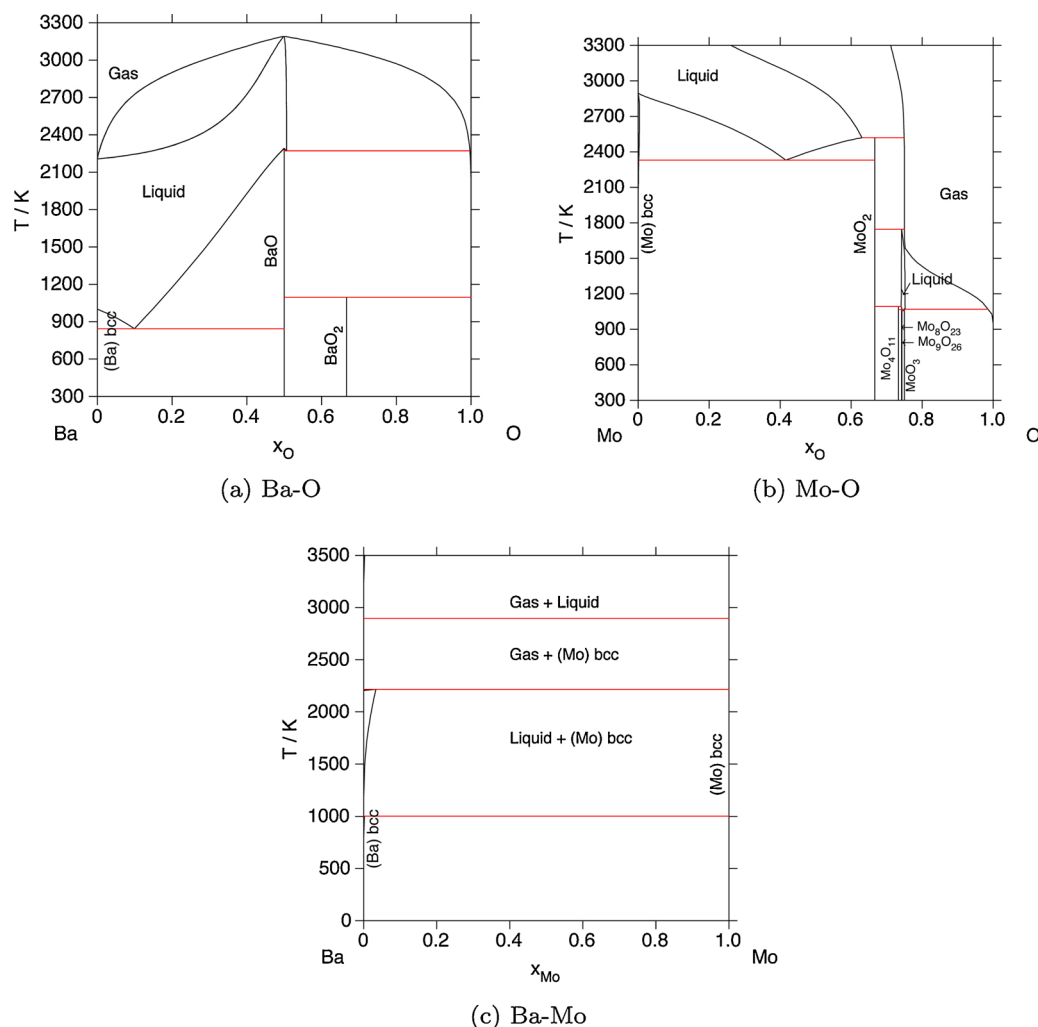 3300
3000
2700
2400
2100
1800
1500
1200
900
600
300
T / K
Gas
Liquid
BaO
BaO2
(Ba) bcc
0 0.2 0.4 0.6 0.8 1.0
Ba O
xO
(a) Ba-O
3300
3000
2700
2400
2100
1800
1500
1200
900
600
300
T / K
Liquid
(Mo) bcc
MoO2
Gas
Liquid
Mo8O23
Mo9O26
Mo4O11
MoO3
0 0.2 0.4 0.6 0.8 1.0
Mo O
xO
(b) Mo-O
3500
3000
2500
2000
1500
1000
500
0
T / K
Gas + Liquid
Gas + (Mo) bcc
Liquid + (Mo) bcc
(Mo) bcc
(Ba) bcc
0 0.2 0.4 0.6 0.8 1.0
Ba Mo
xMo
(c) Ba-Mo